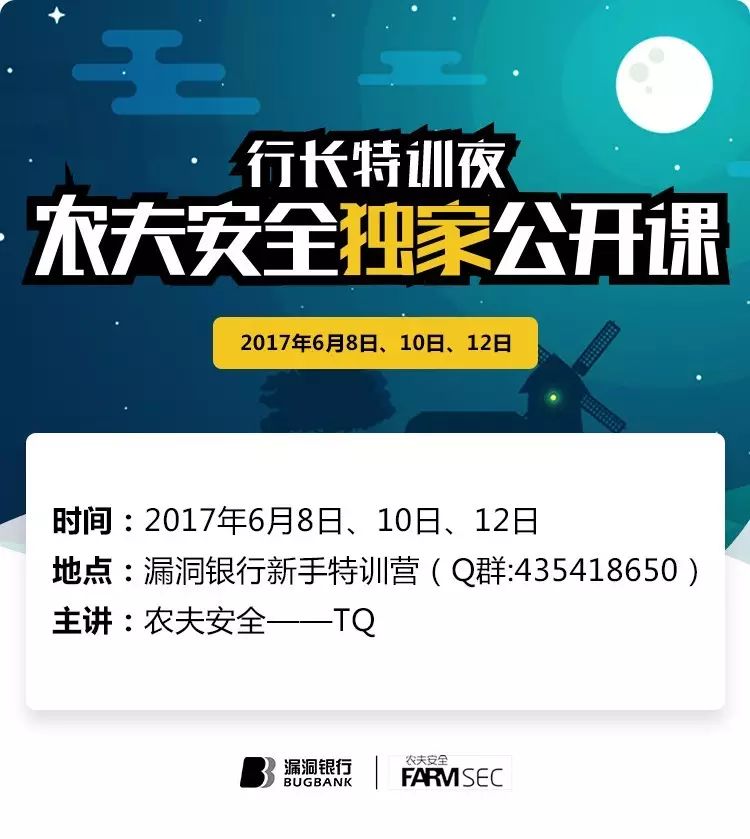 行长特训夜
农夫安全独家公开课
2017年6月8日、10日、12日
时间：2017年6月8日、10日、12日
地点：漏洞银行新手特训营（Q群:435418650）
主讲：农夫安全——TQ
漏洞银行
BUGBANK
农夫安全
FARMSEC